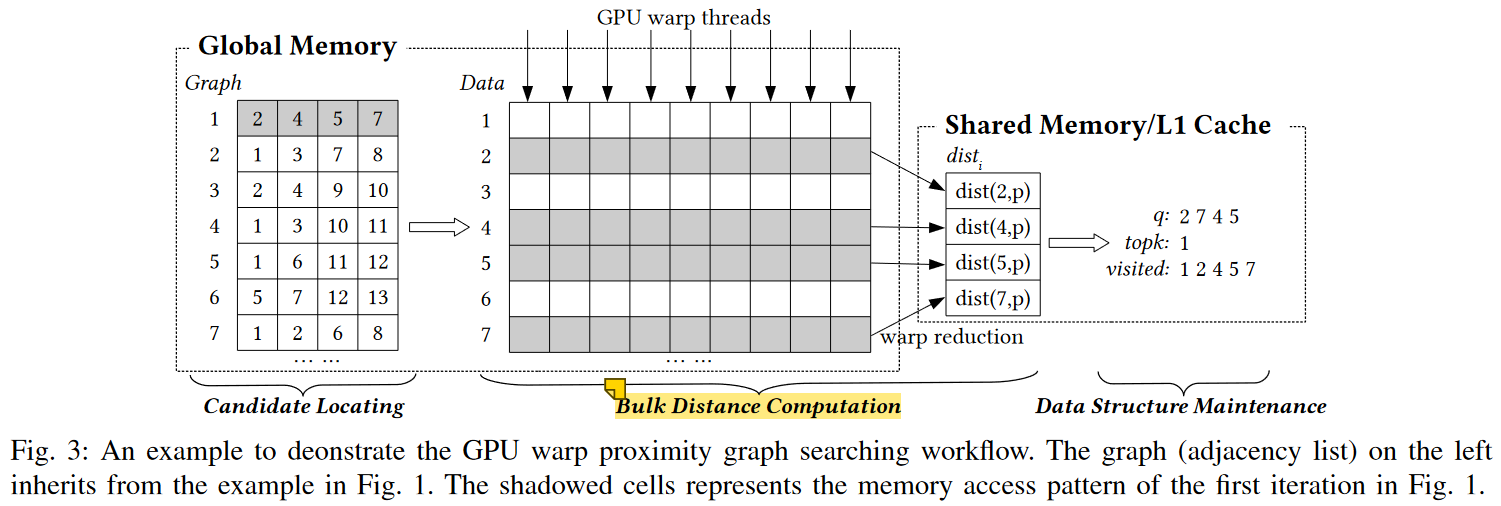 GPU warp threads
Global Memory
Graph
Data
1 2 4 5 7
2 1 3 7 8
3 2 4 9 10
4 1 3 10 11
5 1 6 11 12
6 5 7 12 13
7 1 2 6 8
... ...
1
2
3
4
5
6
7
... ...
Shared Memory/L1 Cache
dist_i
dist(2,p)
dist(4,p)
dist(5,p)
dist(7,p)
warp reduction
q: 2 7 4 5
topk: 1
visited: 1 2 4 5 7
Candidate Locating
Bulk Distance Computation
Data Structure Maintenance
Fig. 3: An example to deonstrate the GPU warp proximity graph searching workflow. The graph (adjacency list) on the left
inherits from the example in Fig. 1. The shadowed cells represents the memory access pattern of the first iteration in Fig. 1.